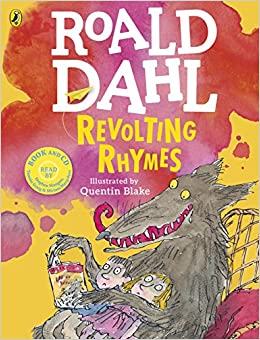 ROALD
DAHL
REVOLTING
RHYMES
Illustrated by
Quentin Blake
BOOK AND CD
READ
BY